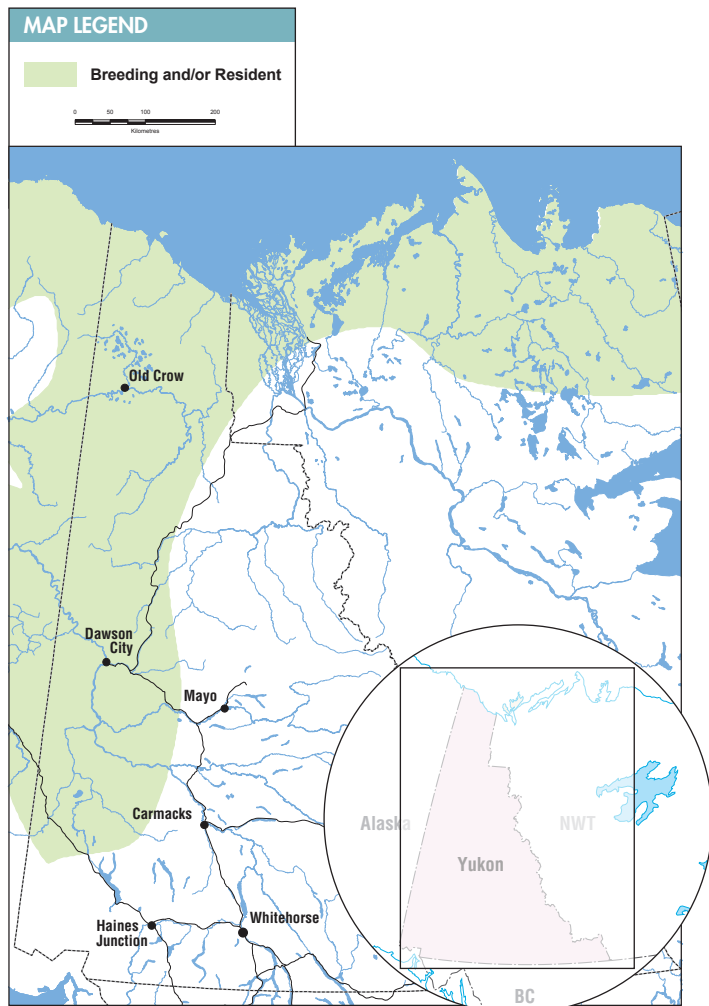 MAP LEGEND
Breeding and/or Resident
0 50 100 200
Kilometres
Old Crow
Dawson
City
Mayo
Carmacks
Haines
Junction
Whitehorse
Alaska
NWT
Yukon
BC